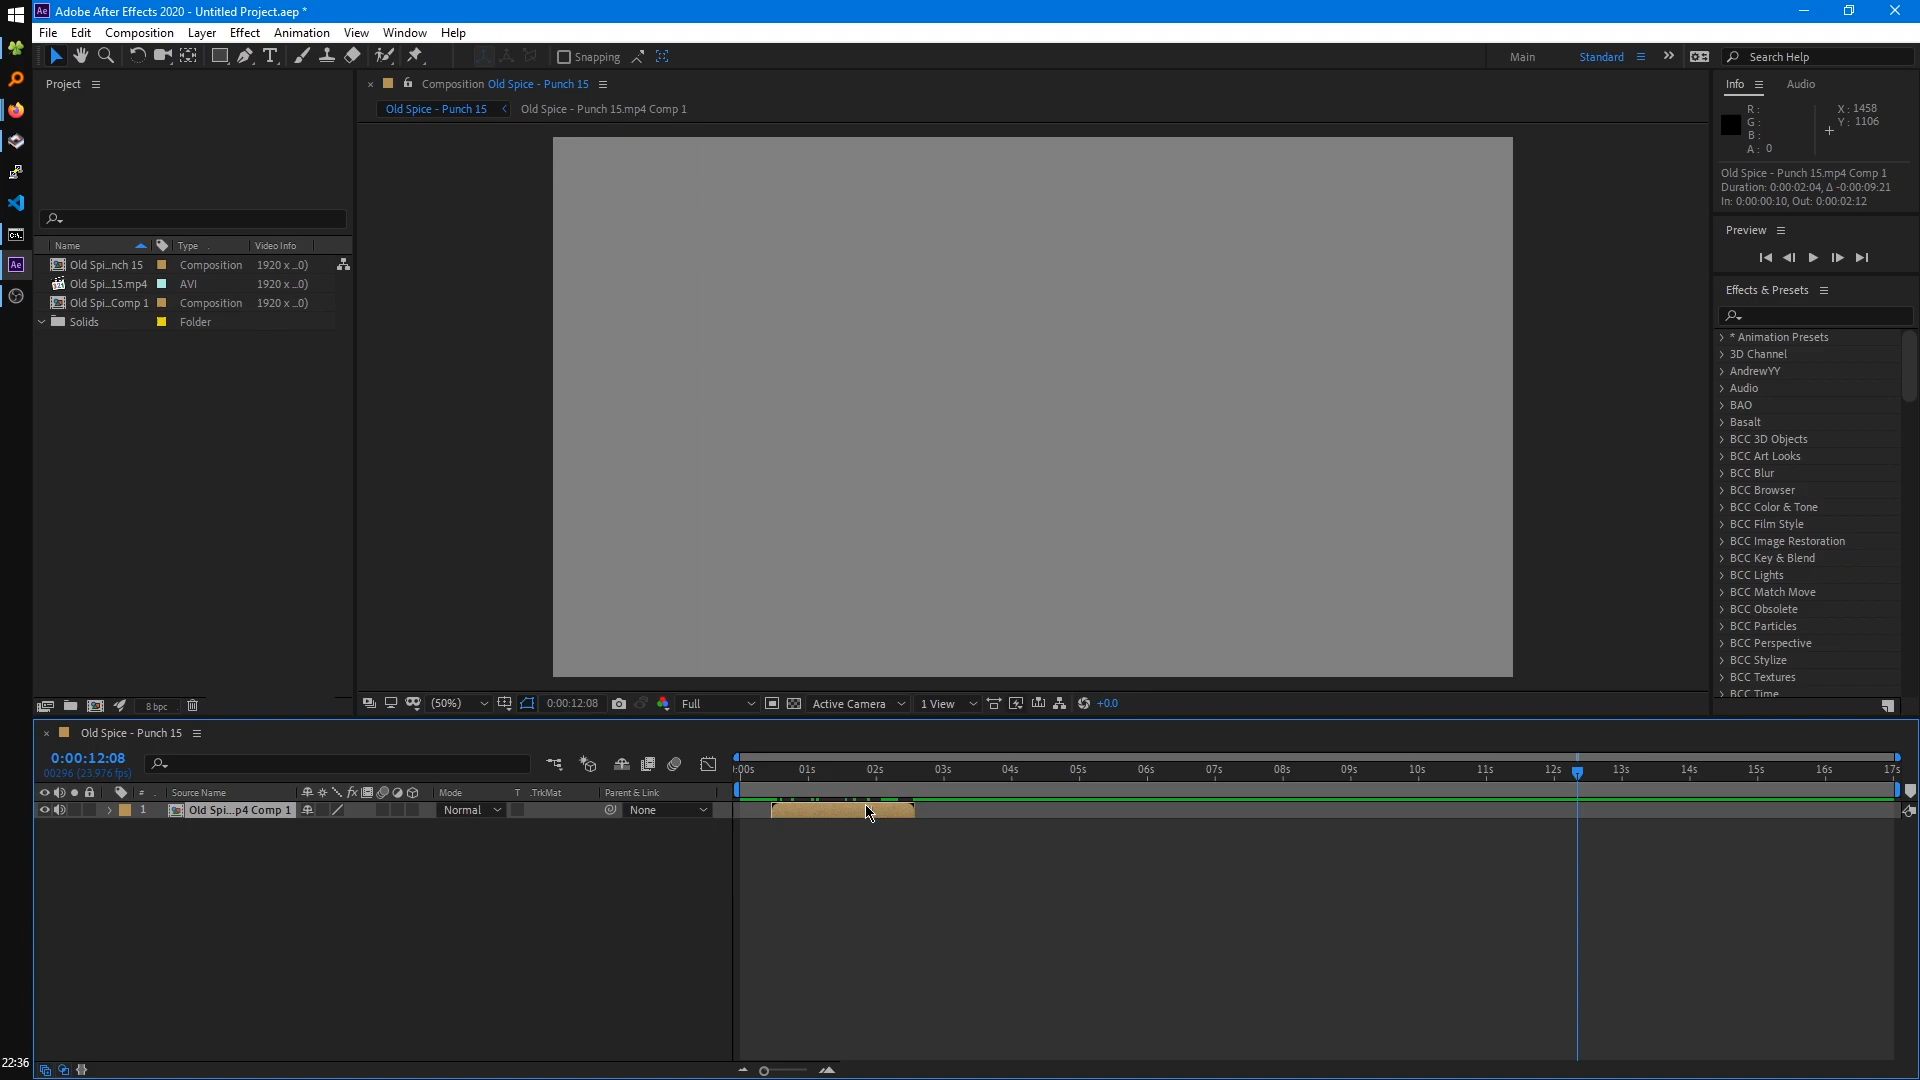 Adobe After Effects 2020 - Untitled Project.aep *
File Edit Composition Layer Effect Animation View Window Help
Snapping
Main Standard Search Help
Project
Composition Old Spice - Punch 15
Old Spice - Punch 15 Old Spice - Punch 15.mp4 Comp 1
Name Type Video Info
Old Spi...nch 15 Composition 1920 x ...0)
Old Spi...15.mp4 AVI 1920 x ...0)
Old Spi...Comp 1 Composition 1920 x ...0)
Solids Folder
8 bpc
(50%) 0:00:12:08 Full Active Camera 1 View +0.0
Info Audio
R :
G :
B :
A : 0
X : 1458
Y : 1106
Old Spice - Punch 15.mp4 Comp 1
Duration: 0:00:02:04, Δ -0:00:09:21
In: 0:00:00:10, Out: 0:00:02:12
Preview
Effects & Presets
* Animation Presets
3D Channel
AndrewYY
Audio
BAO
Basalt
BCC 3D Objects
BCC Art Looks
BCC Blur
BCC Browser
BCC Color & Tone
BCC Film Style
BCC Image Restoration
BCC Key & Blend
BCC Lights
BCC Match Move
BCC Obsolete
BCC Particles
BCC Perspective
BCC Stylize
BCC Textures
BCC Time
Old Spice - Punch 15
0:00:12:08
00296 (23.976 fps)
:00s 01s 02s 03s 04s 05s 06s 07s 08s 09s 10s 11s 12s 13s 14s 15s 16s 17s
# Source Name Mode T .TrkMat Parent & Link
1 Old Spi...p4 Comp 1 Normal None
22:36